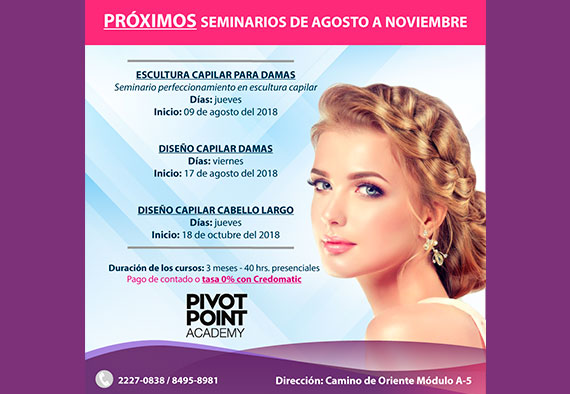 PRÓXIMOS SEMINARIOS DE AGOSTO A NOVIEMBRE
ESCULTURA CAPILAR PARA DAMAS
Seminario perfeccionamiento en escultura capilar
Días: jueves
Inicio: 09 de agosto del 2018
DISEÑO CAPILAR DAMAS
Días: viernes
Inicio: 17 de agosto del 2018
DISEÑO CAPILAR CABELLO LARGO
Días: jueves
Inicio: 18 de octubre del 2018
Duración de los cursos: 3 meses - 40 hrs. presenciales
Pago de contado o tasa 0% con Credomatic
PIVOT
POINT
ACADEMY
2227-0838 / 8495-8981
Dirección: Camino de Oriente Módulo A-5